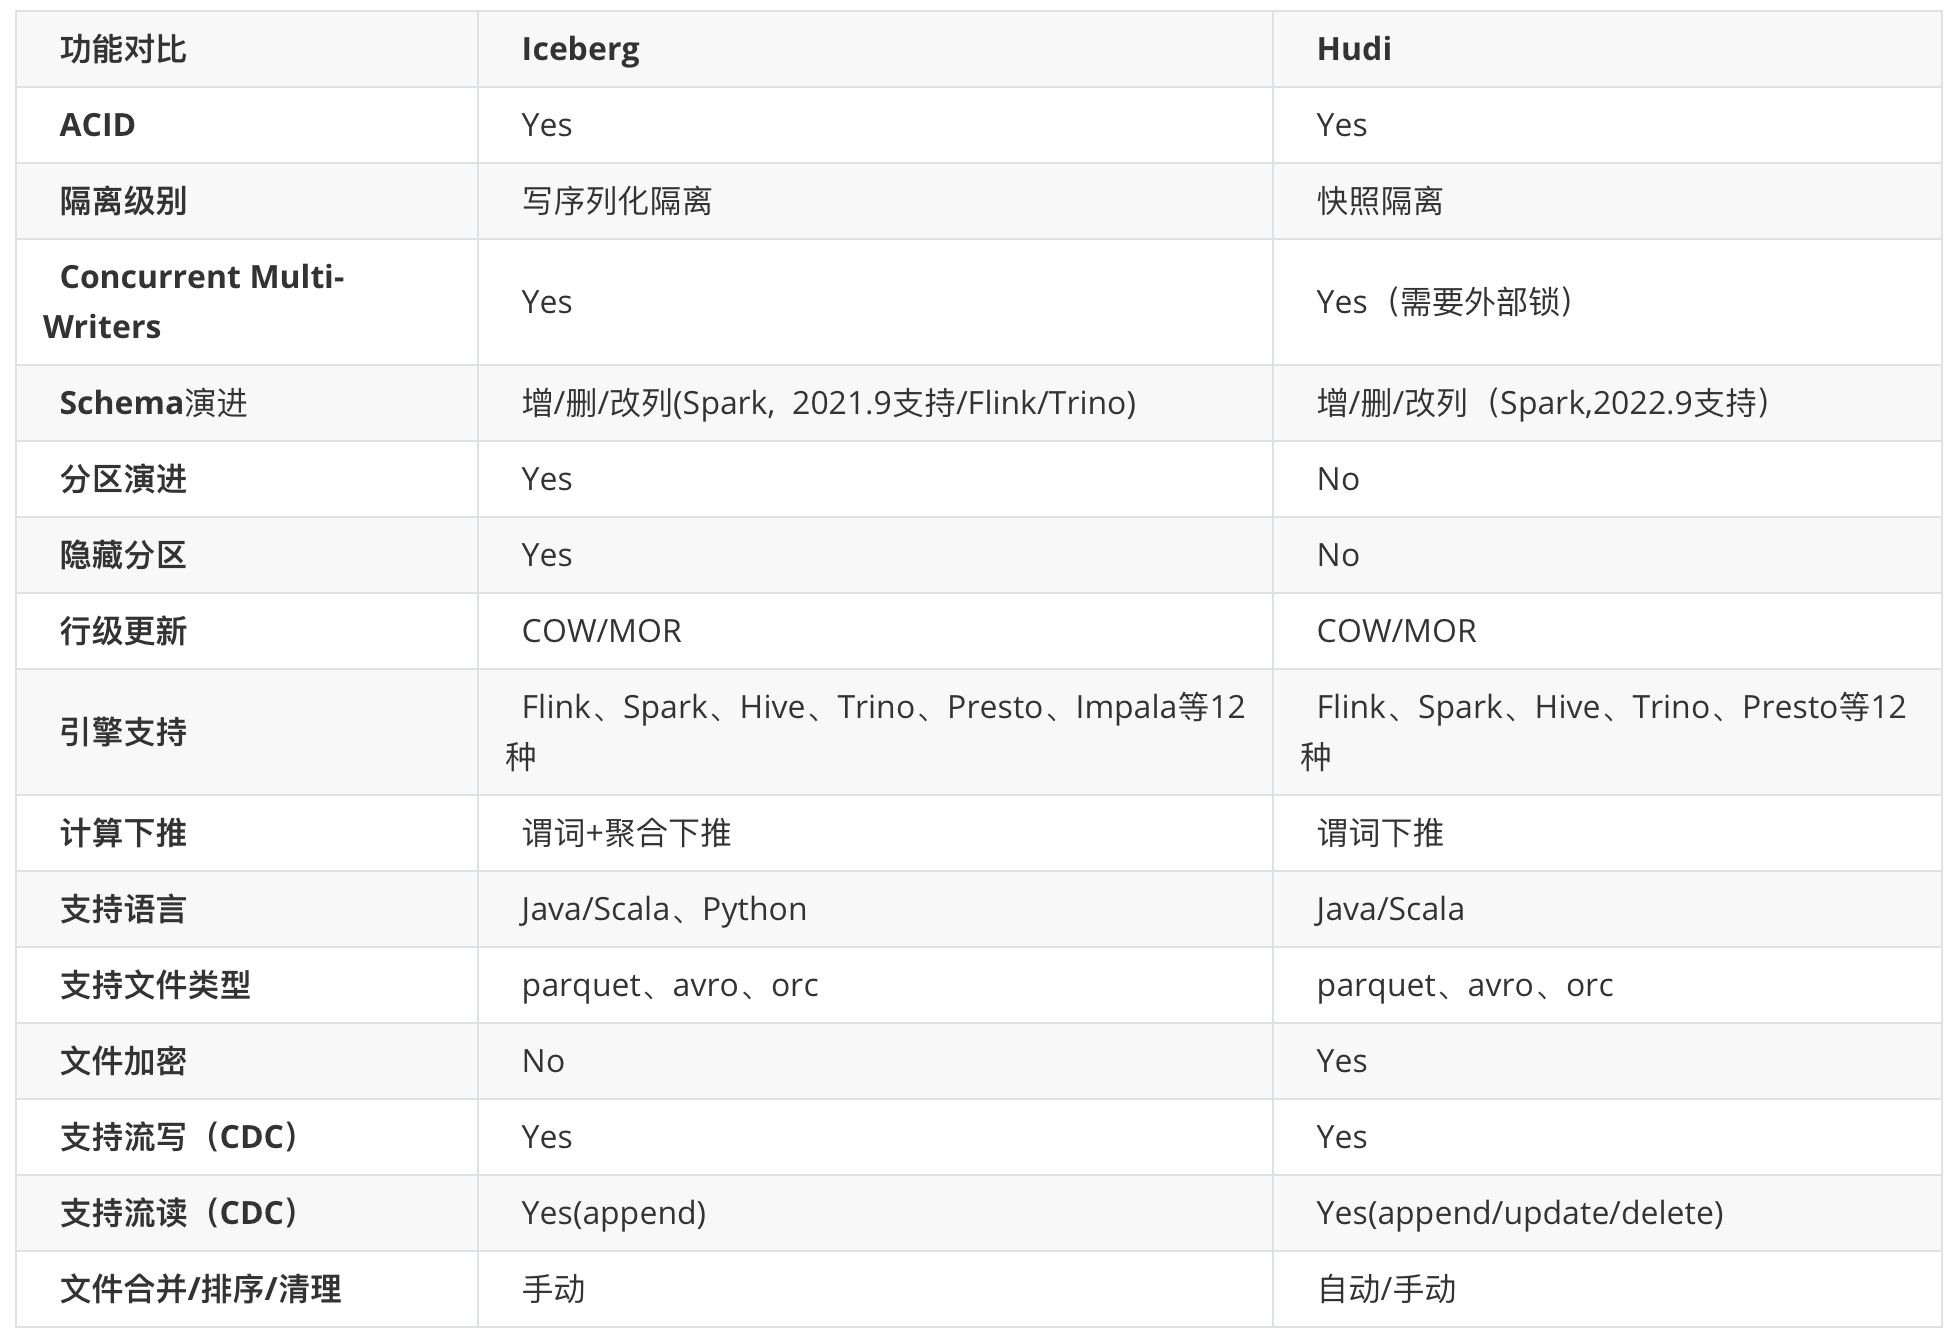 功能对比 Iceberg Hudi
ACID Yes Yes
隔离级别 写序列化隔离 快照隔离
Concurrent Multi-
Writers Yes Yes（需要外部锁）
Schema演进 增/删/改列(Spark,  2021.9支持/Flink/Trino) 增/删/改列（Spark,2022.9支持）
分区演进 Yes No
隐藏分区 Yes No
行级更新 COW/MOR COW/MOR
引擎支持 Flink、Spark、Hive、Trino、Presto、Impala等12
种 Flink、Spark、Hive、Trino、Presto等12
种
计算下推 谓词+聚合下推 谓词下推
支持语言 Java/Scala、Python Java/Scala
支持文件类型 parquet、avro、orc parquet、avro、orc
文件加密 No Yes
支持流写（CDC） Yes Yes
支持流读（CDC） Yes(append) Yes(append/update/delete)
文件合并/排序/清理 手动 自动/手动